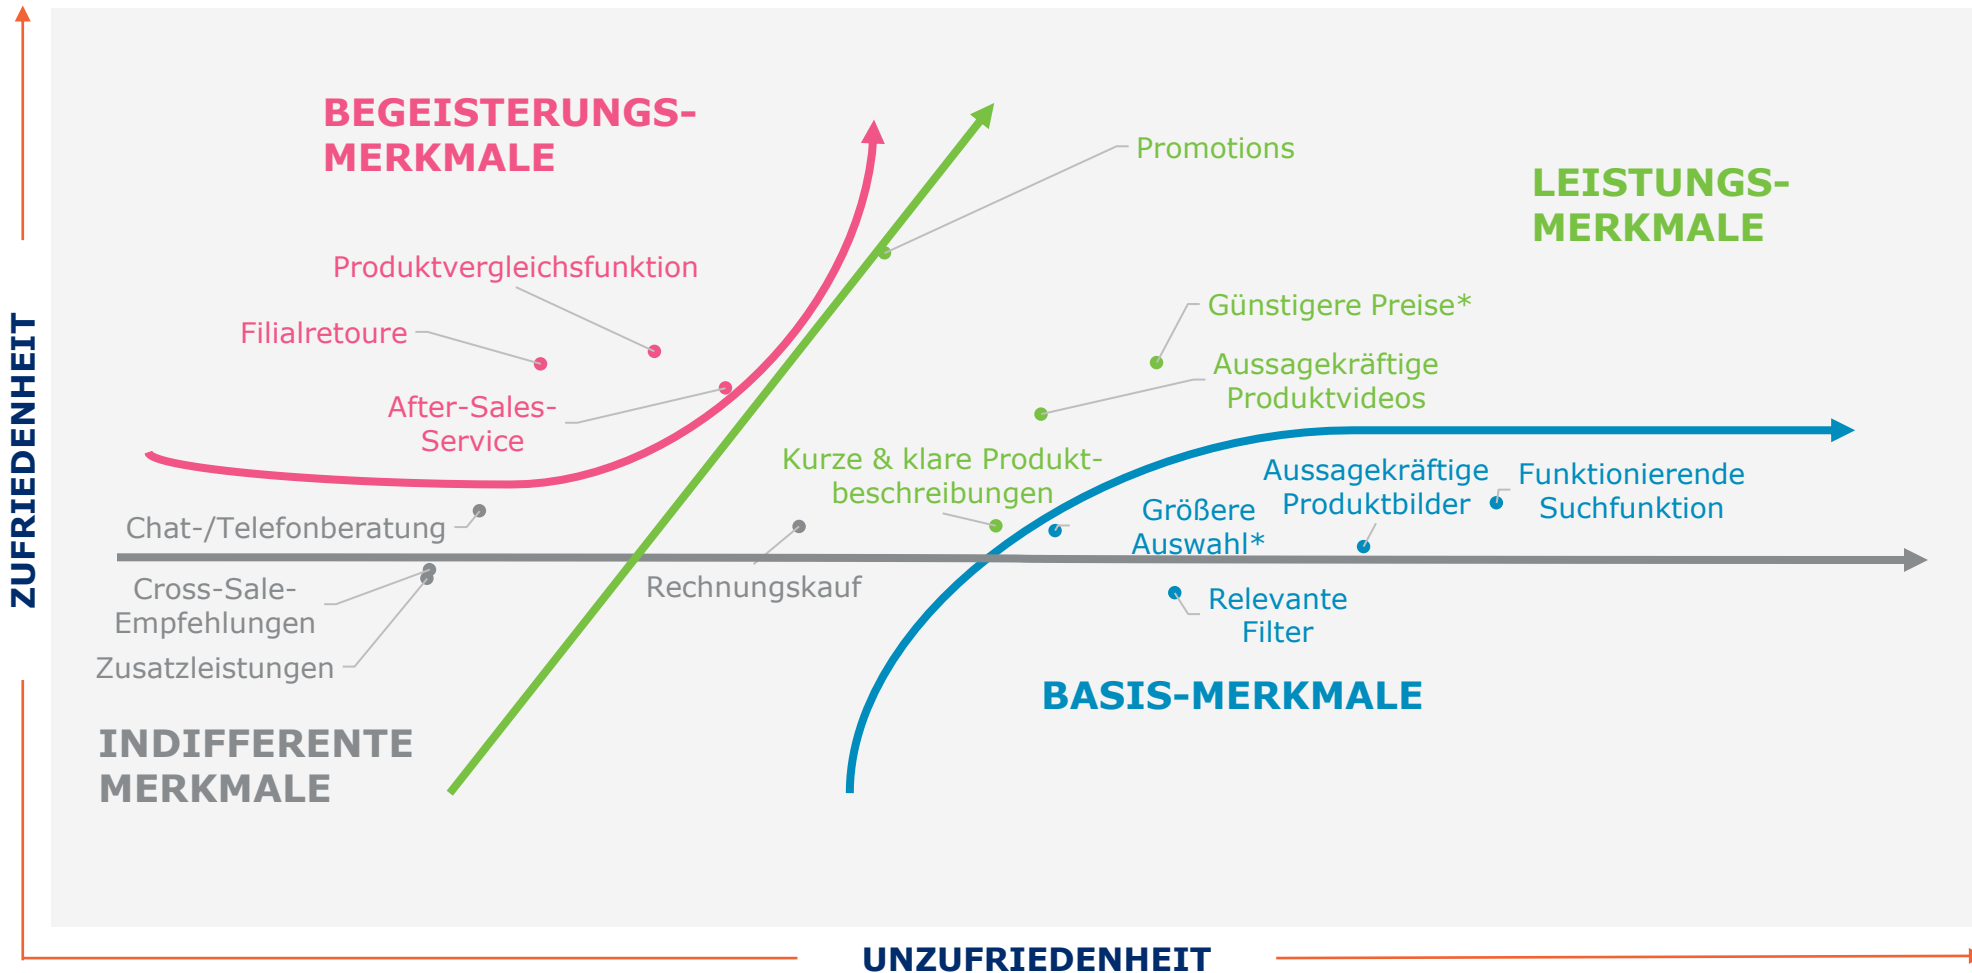 BEGEISTERUNGS-
MERKMALE
Promotions
LEISTUNGS-
MERKMALE
Produktvergleichsfunktion
Filialretoure
Günstigere Preise*
Aussagekräftige
Produktvideos
After-Sales-
Service
Kurze & klare Produkt-
beschreibungen
Aussagekräftige
Produktbilder
Funktionierende
Suchfunktion
Größere
Auswahl*
Chat-/Telefonberatung
Cross-Sale-
Empfehlungen
Rechnungskauf
Relevante
Filter
Zusatzleistungen
BASIS-MERKMALE
INDIFFERENTE
MERKMALE
ZUFRIEDENHEIT
UNZUFRIEDENHEIT